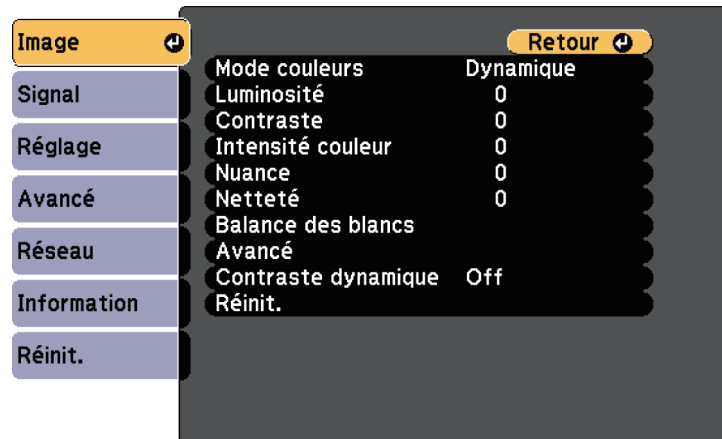 Image
Signal
Réglage
Avancé
Réseau
Information
Réinit.
Retour
Mode couleurs Dynamique
Luminosité 0
Contraste 0
Intensité couleur 0
Nuance 0
Netteté 0
Balance des blancs
Avancé
Contraste dynamique Off
Réinit.